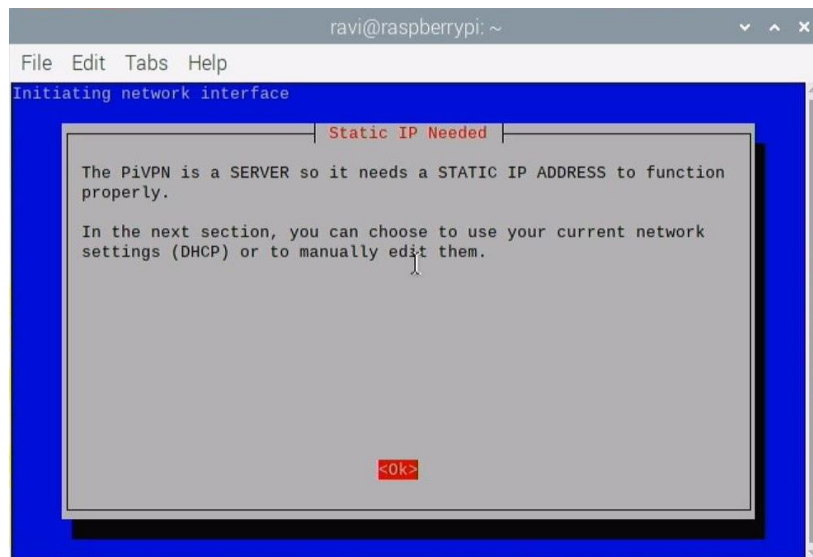 ravi@raspberrypi: ~
File Edit Tabs Help
Initiating network interface
Static IP Needed
The PiVPN is a SERVER so it needs a STATIC IP ADDRESS to function
properly.
In the next section, you can choose to use your current network
settings (DHCP) or to manually edit them.
<Ok>